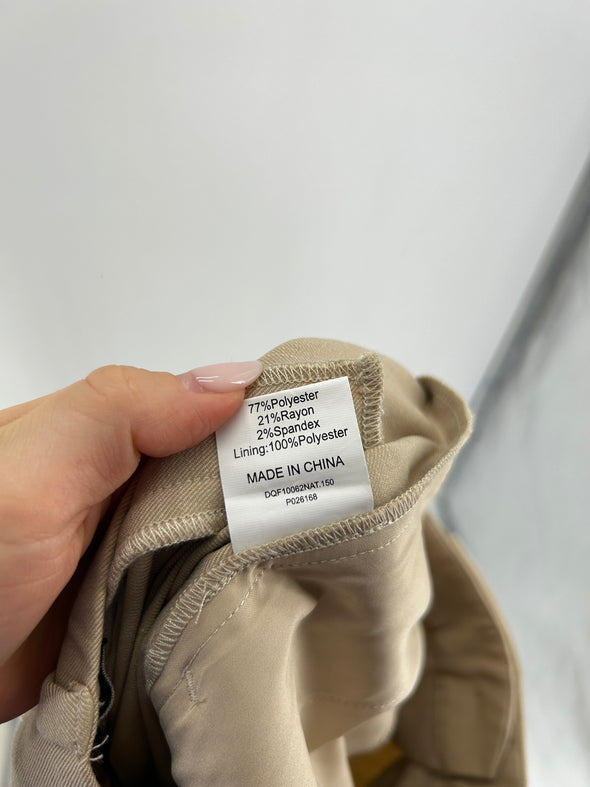 77%Polyester
21%Rayon
2%Spandex
Lining:100%Polyester
MADE IN CHINA
DQF10062NAT.150
P026168